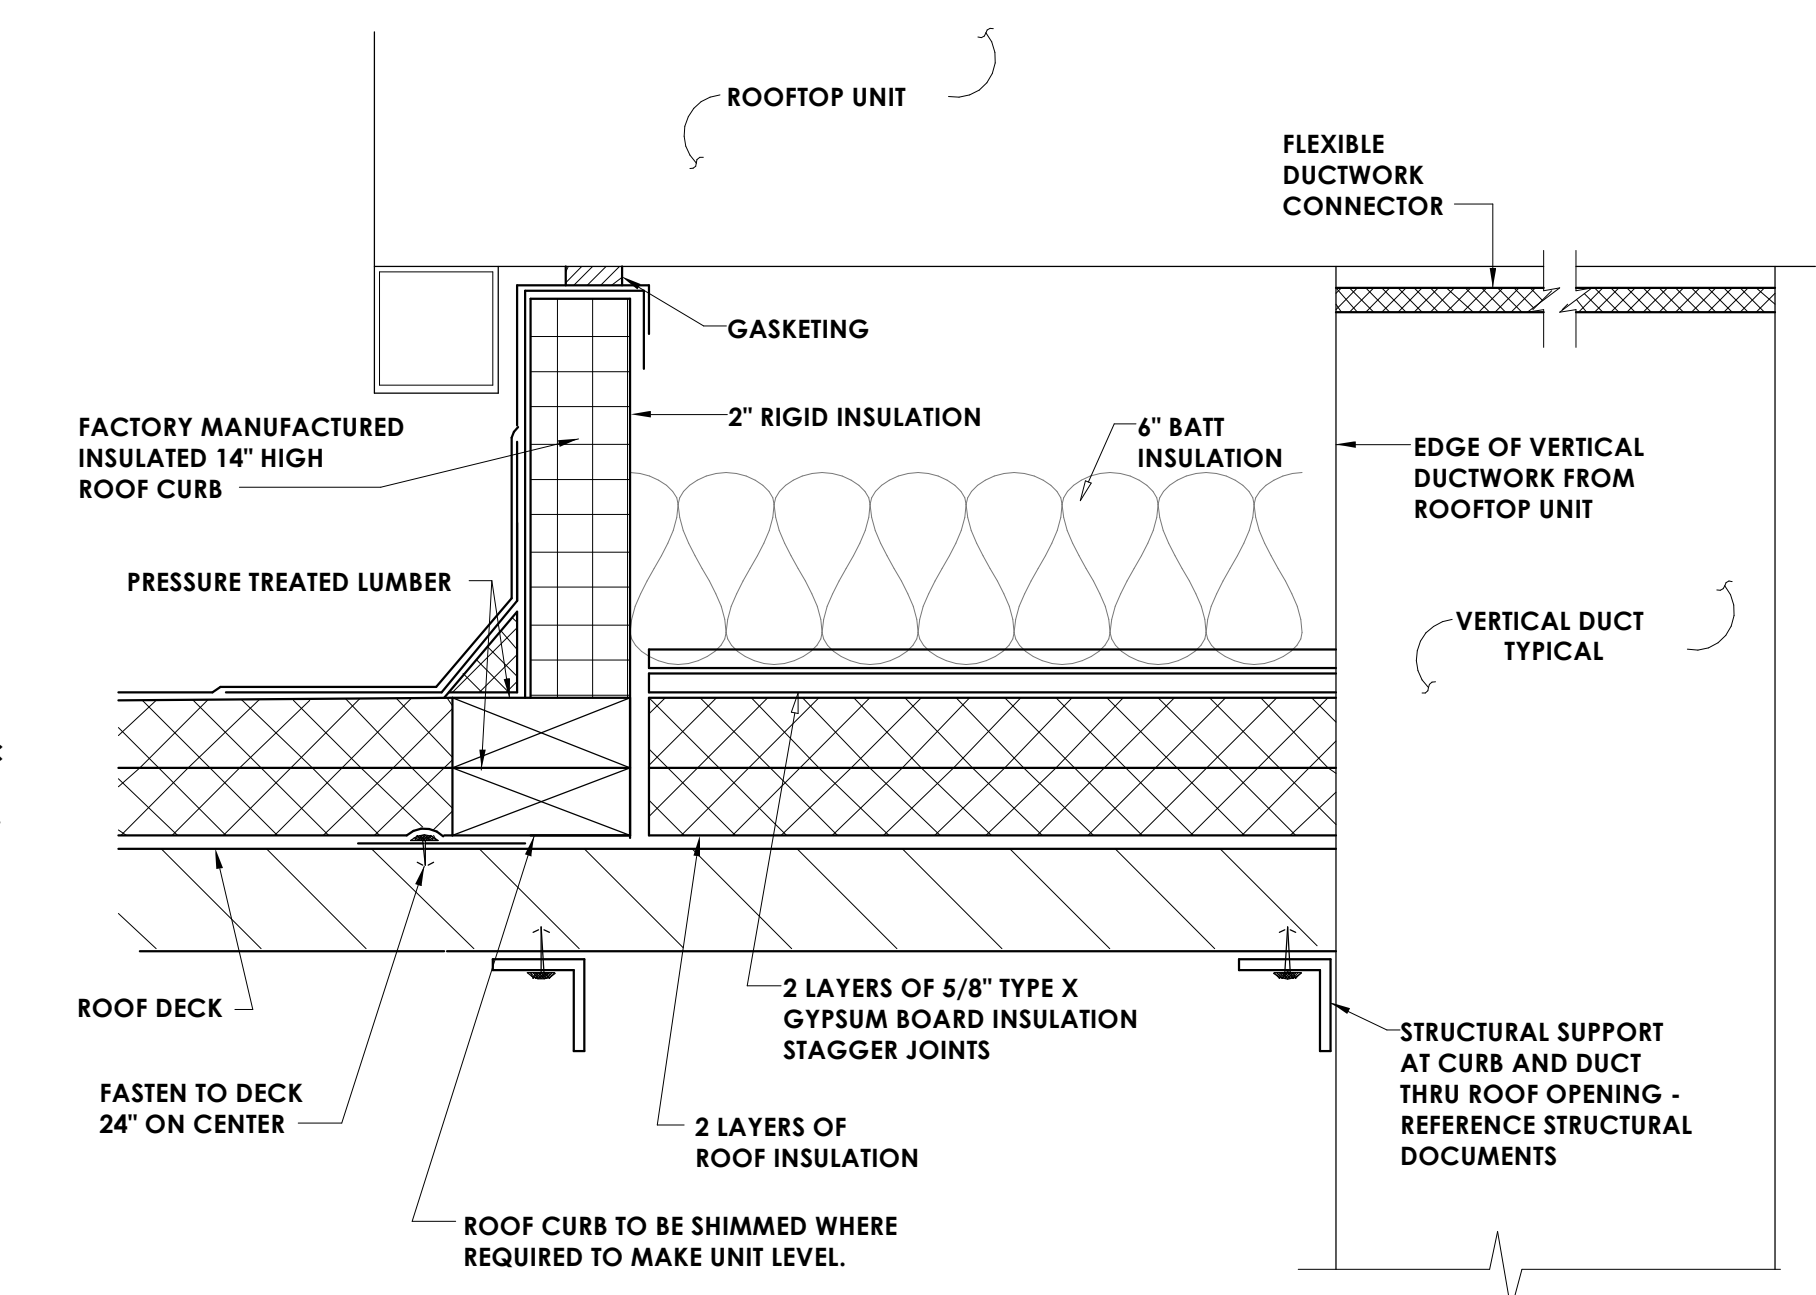 ROOFTOP UNIT
FLEXIBLE
DUCTWORK
CONNECTOR
GASKETING
2" RIGID INSULATION
FACTORY MANUFACTURED
INSULATED 14" HIGH
ROOF CURB
6" BATT
INSULATION
EDGE OF VERTICAL
DUCTWORK FROM
ROOFTOP UNIT
PRESSURE TREATED LUMBER
VERTICAL DUCT
TYPICAL
2 LAYERS OF 5/8" TYPE X
GYPSUM BOARD INSULATION
STAGGER JOINTS
ROOF DECK
STRUCTURAL SUPPORT
AT CURB AND DUCT
THRU ROOF OPENING -
REFERENCE STRUCTURAL
DOCUMENTS
FASTEN TO DECK
24" ON CENTER
2 LAYERS OF
ROOF INSULATION
ROOF CURB TO BE SHIMMED WHERE
REQUIRED TO MAKE UNIT LEVEL.